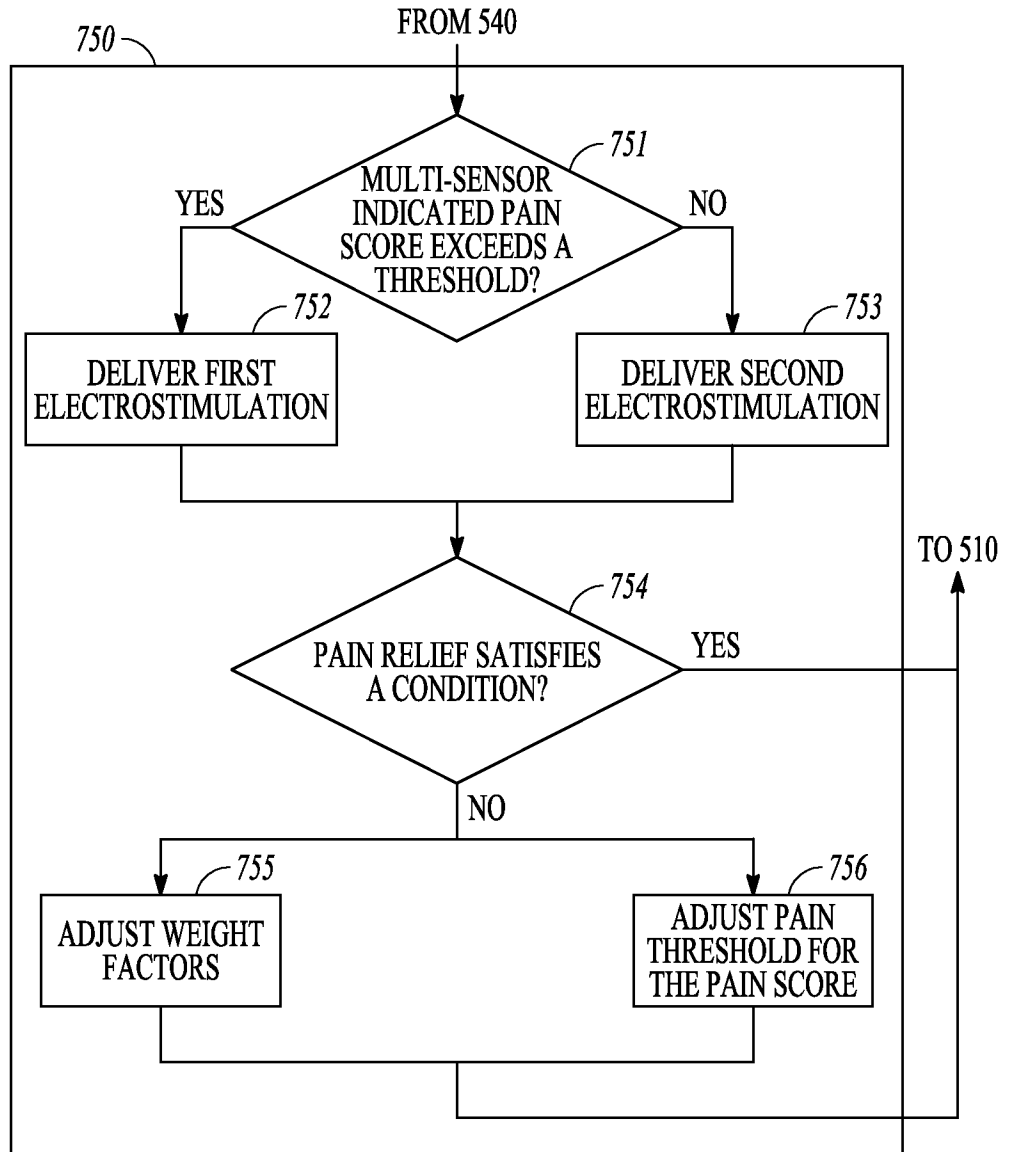 FROM 540
750
751
MULTI-SENSOR
INDICATED PAIN
SCORE EXCEEDS A
THRESHOLD?
YES
NO
752
DELIVER FIRST
ELECTROSTIMULATION
753
DELIVER SECOND
ELECTROSTIMULATION
TO 510
754
PAIN RELIEF SATISFIES
A CONDITION?
YES
NO
755
ADJUST WEIGHT
FACTORS
756
ADJUST PAIN
THRESHOLD FOR
THE PAIN SCORE